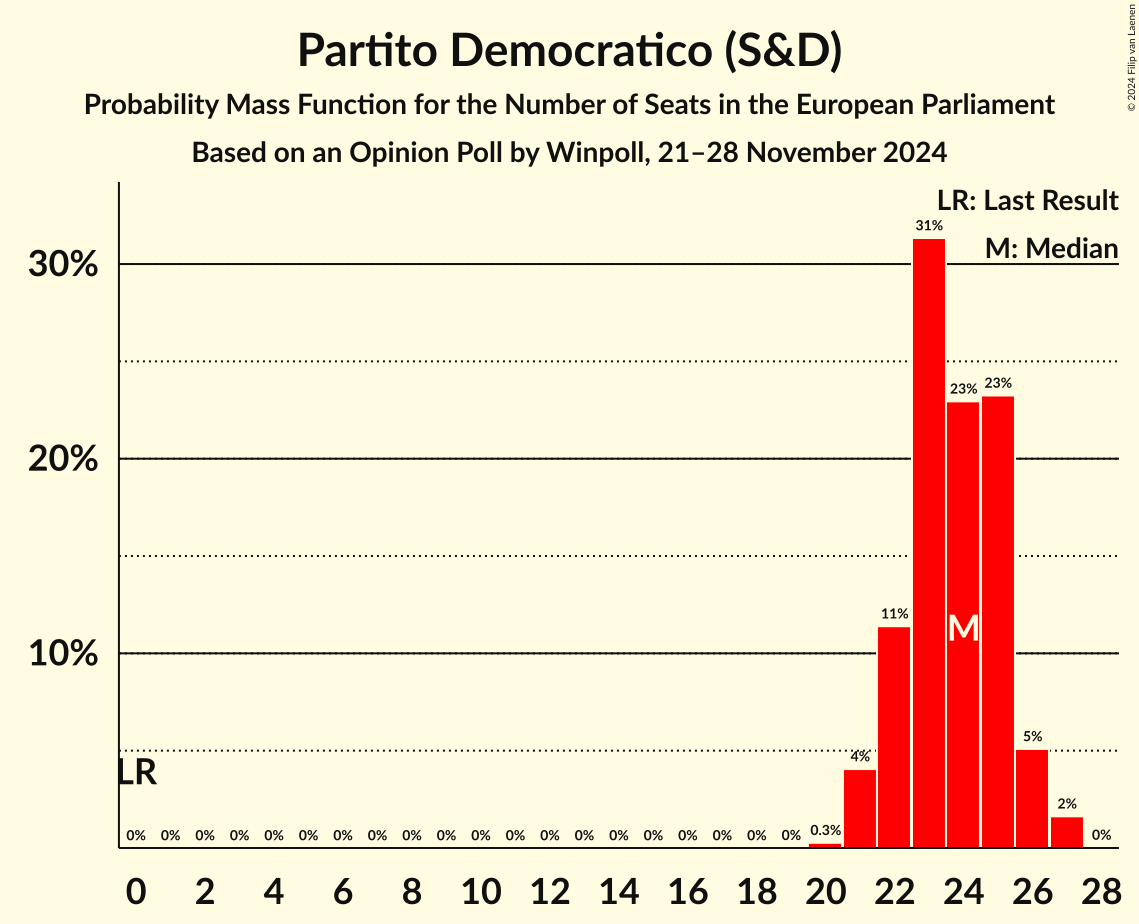 Partito Democratico (S&D)
Probability Mass Function for the Number of Seats in the European Parliament
Based on an Opinion Poll by Winpoll, 21–28 November 2024
© 2024 Filip van Laenen
LR: Last Result
M: Median
30%
20%
10%
LR
M
0% 0% 0% 0% 0% 0% 0% 0% 0% 0% 0% 0% 0% 0% 0% 0% 0% 0% 0% 0% 0.3% 4% 11% 31% 23% 23% 5% 2% 0%
0 2 4 6 8 10 12 14 16 18 20 22 24 26 28